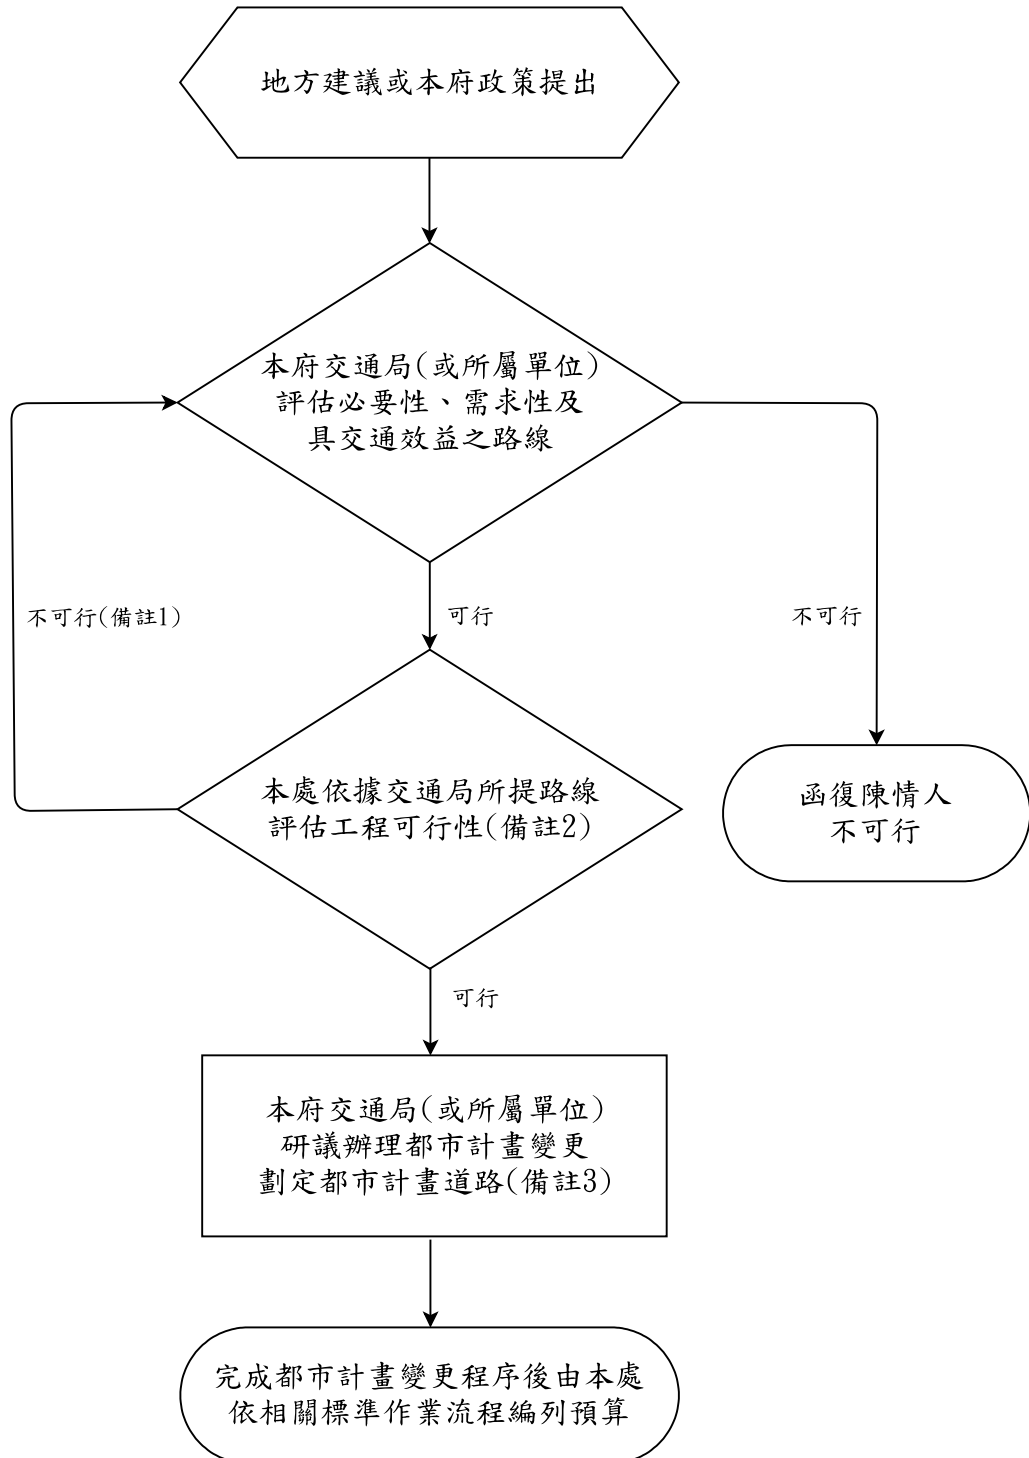 地方建議或本府政策提出
本府交通局(或所屬單位)
評估必要性、需求性及
具交通效益之路線
不可行(備註1)
可行
不可行
本處依據交通局所提路線
評估工程可行性(備註2)
函復陳情人
不可行
可行
本府交通局(或所屬單位)
研議辦理都市計畫變更
劃定都市計畫道路(備註3)
完成都市計畫變更程序後由本處
依相關標準作業流程編列預算